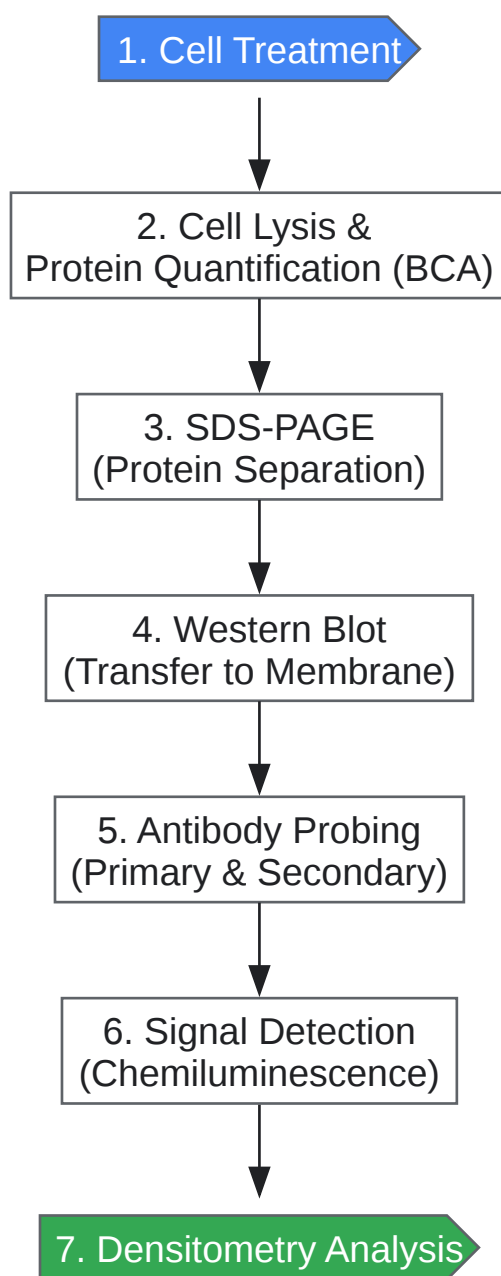 1. Cell Treatment
2. Cell Lysis &
Protein Quantification (BCA)
3. SDS-PAGE
(Protein Separation)
4. Western Blot
(Transfer to Membrane)
5. Antibody Probing
(Primary & Secondary)
6. Signal Detection
(Chemiluminescence)
7. Densitometry Analysis